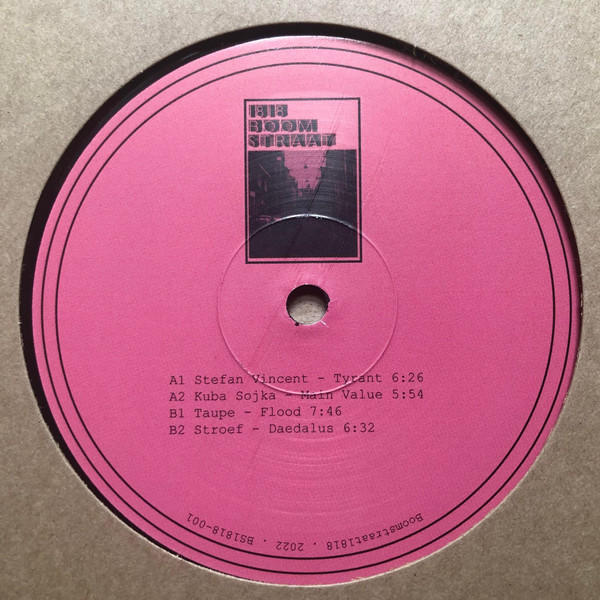 1818
BOOM
STRAAT
A1 Stefan Vincent - Tyrant 6:26
A2 Kuba Sojka - Main Value 5:54
B1 Taupe - Flood 7:46
B2 Stroef - Daedalus 6:32
Boomstraat1818 . 2022 . BS1818-001